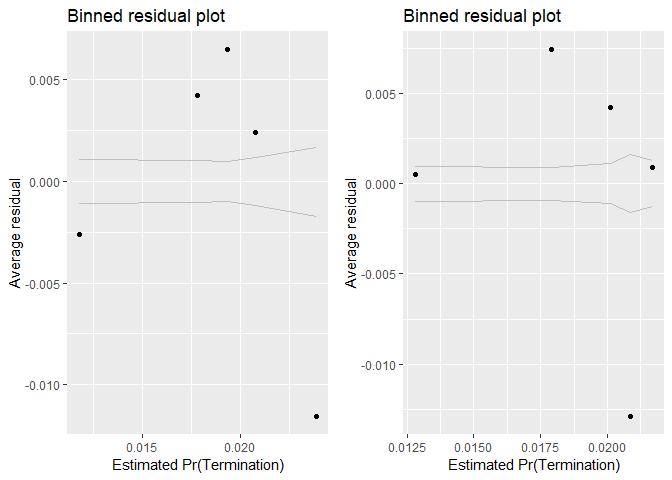 Binned residual plot
0.005
0.000
-0.005
-0.010
Average residual
0.015 0.020
Estimated Pr(Termination)
Binned residual plot
0.005
0.000
-0.005
-0.010
Average residual
0.0125 0.0150 0.0175 0.0200
Estimated Pr(Termination)